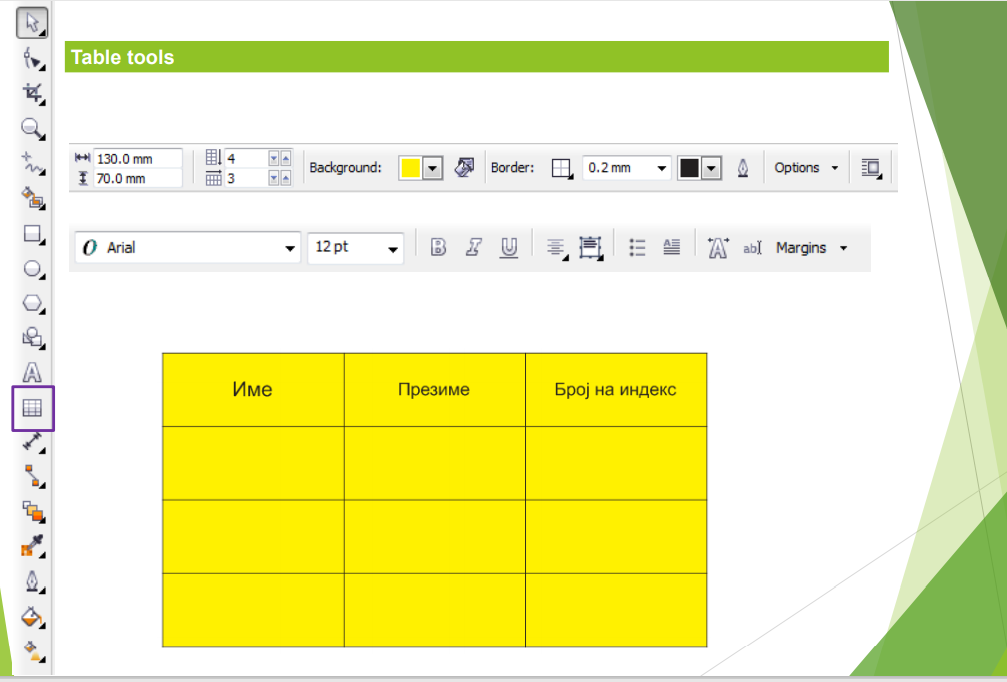 Table tools
130.0 mm 4 Background: Border: 0.2 mm Options
70.0 mm 3
O Arial 12 pt B I U A ab Margins
Име Презиме Број на индекс